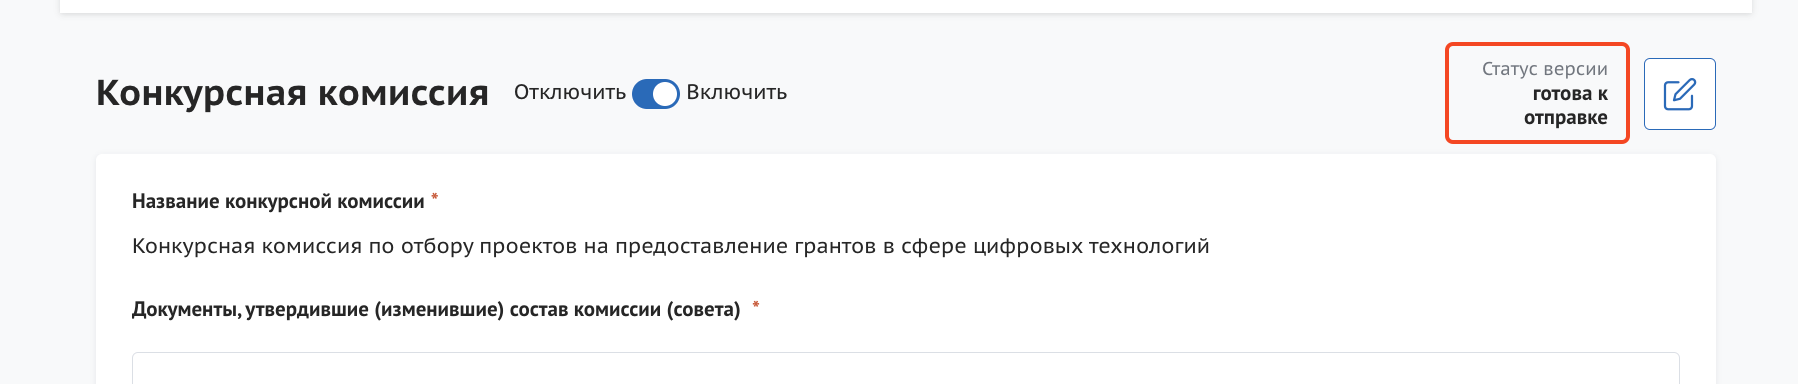 Конкурсная комиссия Отключить Включить
Статус версии
готова к
отправке
Название конкурсной комиссии *
Конкурсная комиссия по отбору проектов на предоставление грантов в сфере цифровых технологий
Документы, утвердившие (изменившие) состав комиссии (совета) *